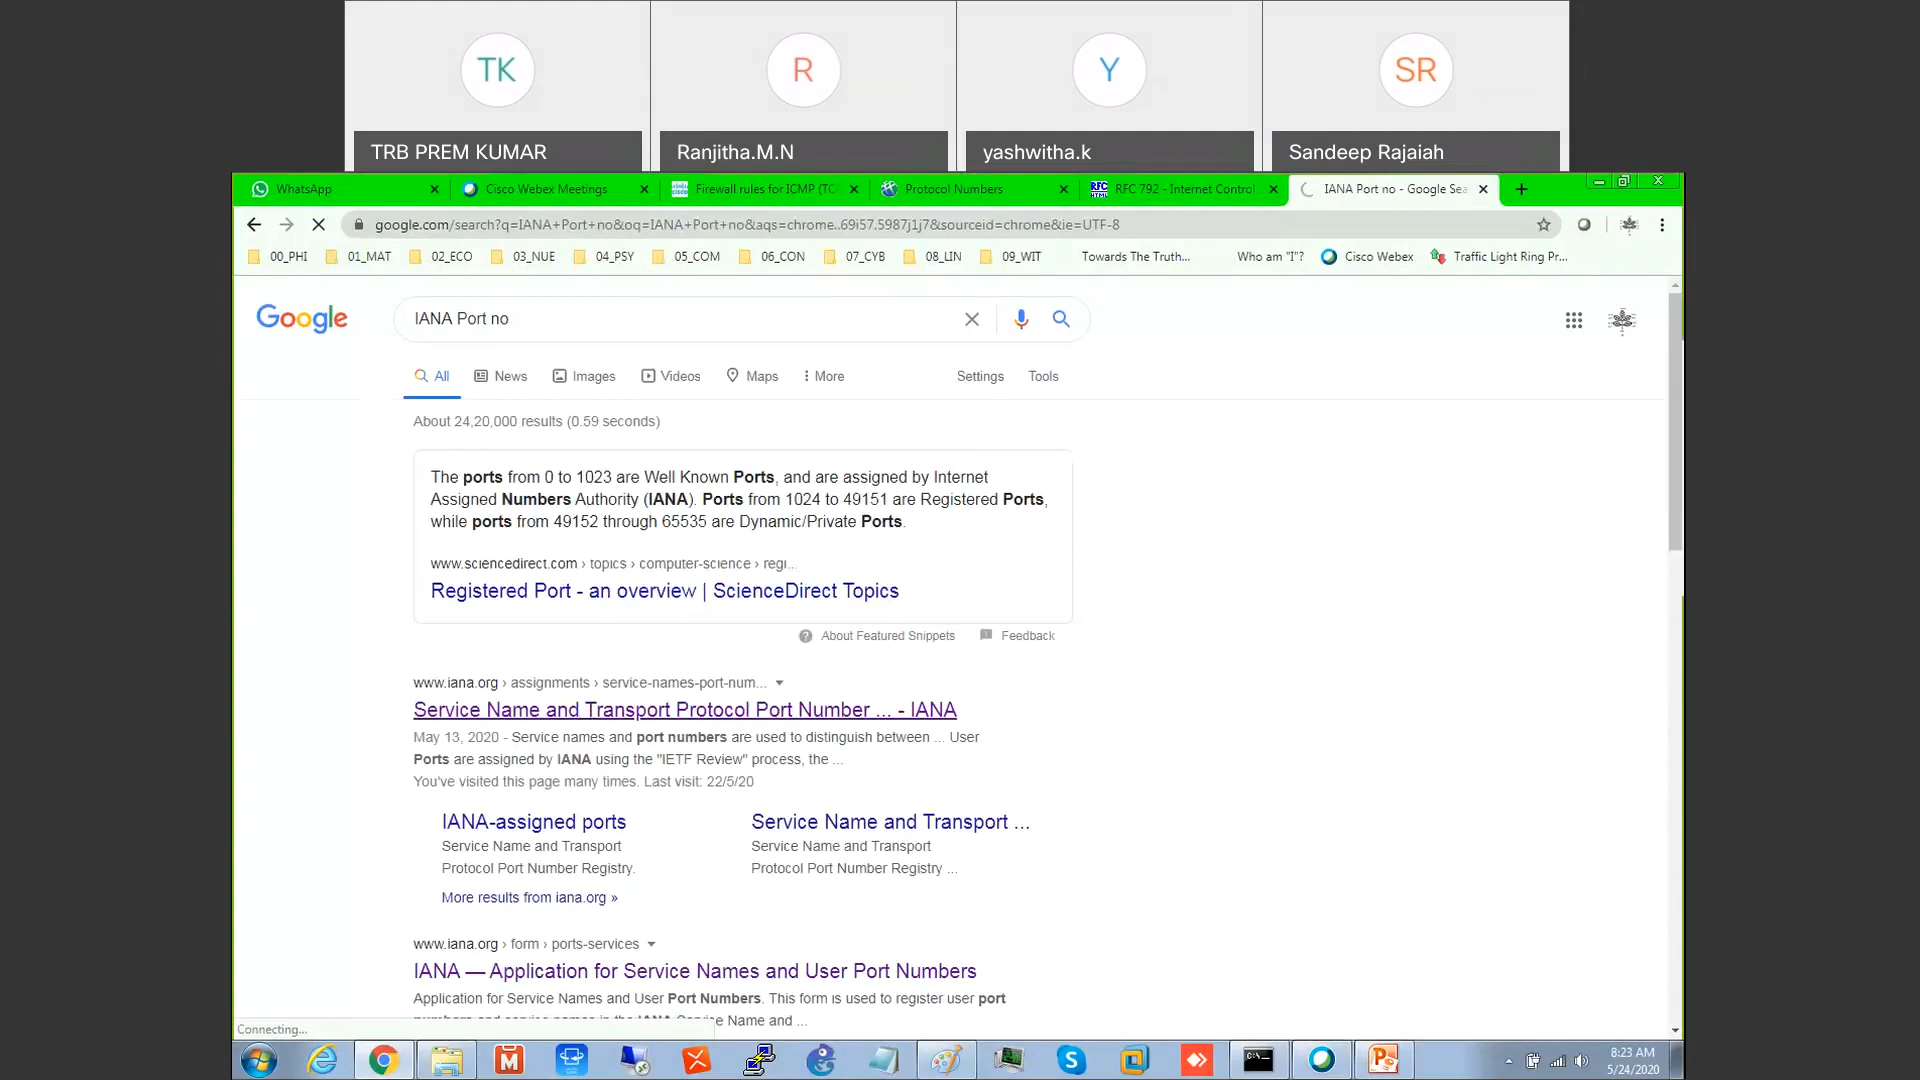 TK
R
Y
SR
TRB PREM KUMAR
Ranjitha.M.N
yashwitha.k
Sandeep Rajaiah
WhatsApp
Cisco Webex Meetings
Firewall rules for ICMP (TC
Protocol Numbers
RFC 792 - Internet Control
IANA Port no - Google Sea
google.com/search?q=IANA+Port+no&oq=IANA+Port+no&aqs=chrome..69i57.5987j1j7&sourceid=chrome&ie=UTF-8
00_PHI
01_MAT
02_ECO
03_NUE
04_PSY
05_COM
06_CON
07_CYB
08_LIN
09_WIT
Towards The Truth...
Who am "I"?
Cisco Webex
Traffic Light Ring Pr...
Google
IANA Port no
All
News
Images
Videos
Maps
More
Settings
Tools
About 24,20,000 results (0.59 seconds)
The ports from 0 to 1023 are Well Known Ports, and are assigned by Internet
Assigned Numbers Authority (IANA). Ports from 1024 to 49151 are Registered Ports,
while ports from 49152 through 65535 are Dynamic/Private Ports.
www.sciencedirect.com › topics › computer-science › regi...
Registered Port - an overview | ScienceDirect Topics
About Featured Snippets
Feedback
www.iana.org › assignments › service-names-port-num...
Service Name and Transport Protocol Port Number ... - IANA
May 13, 2020 - Service names and port numbers are used to distinguish between ... User
Ports are assigned by IANA using the "IETF Review" process, the ...
You've visited this page many times. Last visit: 22/5/20
IANA-assigned ports
Service Name and Transport
Protocol Port Number Registry.
Service Name and Transport ...
Service Name and Transport
Protocol Port Number Registry ...
More results from iana.org »
www.iana.org › form › ports-services
IANA — Application for Service Names and User Port Numbers
Application for Service Names and User Port Numbers. This form is used to register user port
numbers and service names in the IANA Service Name and ...
Connecting...
8:23 AM
5/24/2020